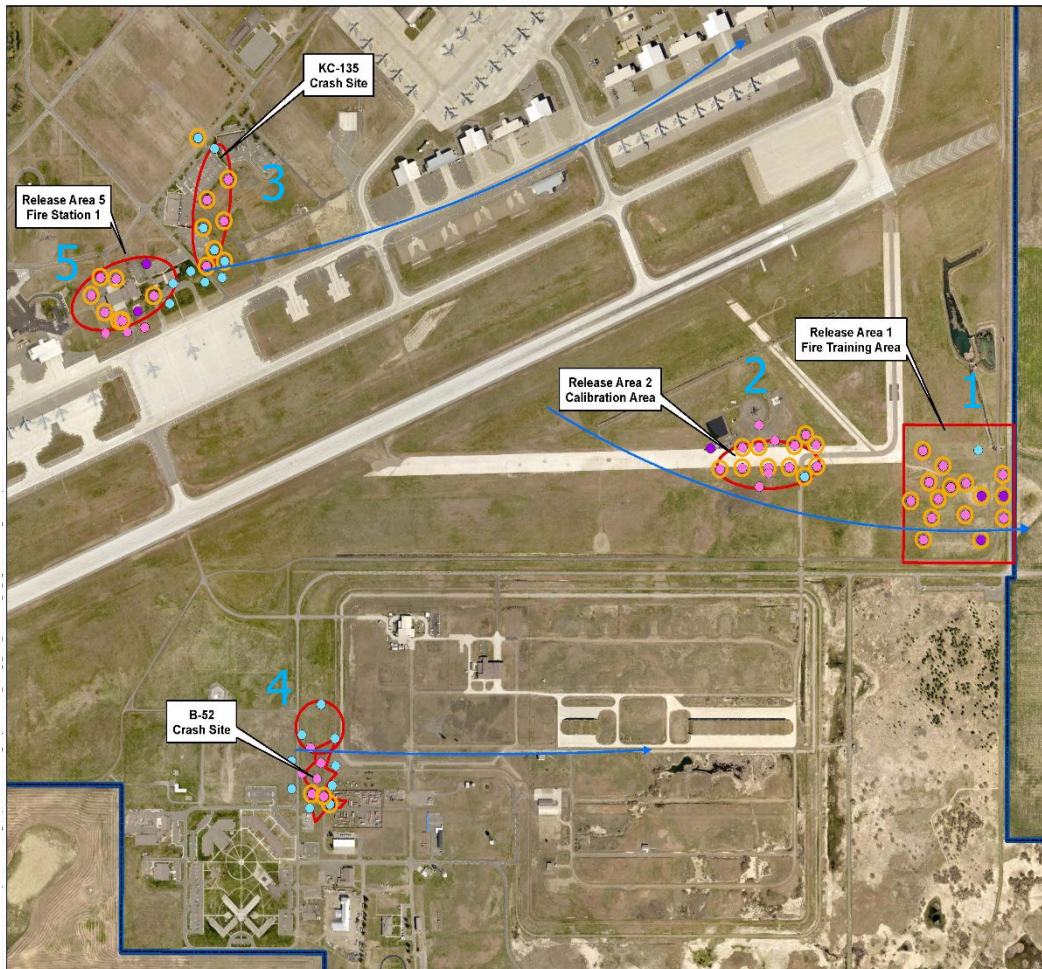 KC-135
Crash Site
3
Release Area 5
Fire Station 1
5
Release Area 1
Fire Training Area
2
1
Release Area 2
Calibration Area
4
B-52
Crash Site